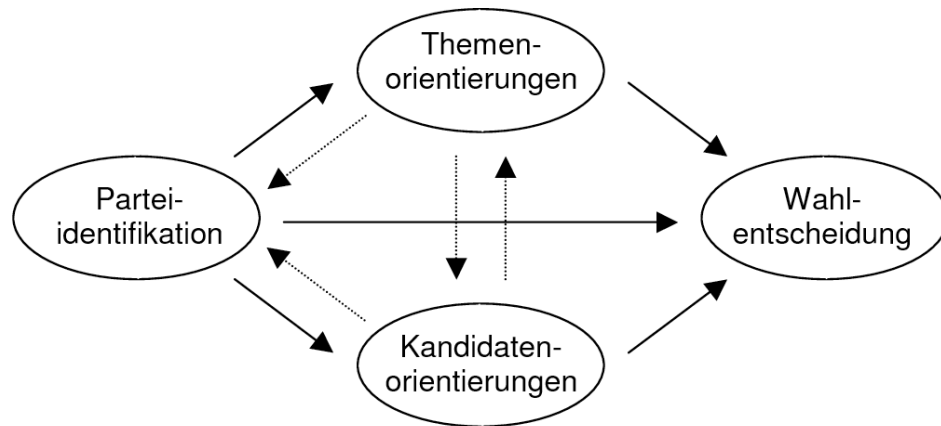 Themen-
orientierungen
Partei-
identifikation
Wahl-
entscheidung
Kandidaten-
orientierungen